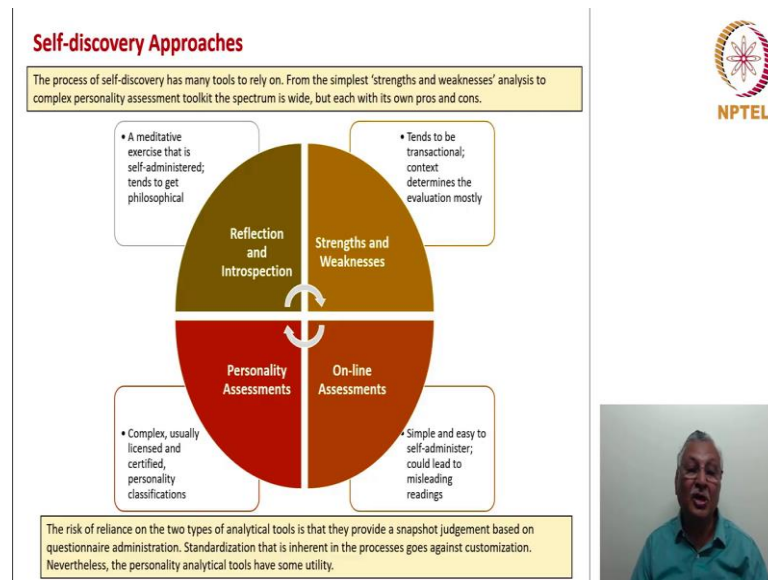 Self-discovery Approaches
The process of self-discovery has many tools to rely on. From the simplest 'strengths and weaknesses' analysis to
complex personality assessment toolkit the spectrum is wide, but each with its own pros and cons.
NPTEL
• A meditative
exercise that is
self-administered;
tends to get
philosophical
• Tends to be
transactional;
context
determines the
evaluation mostly
Reflection
and
Introspection
Strengths and
Weaknesses
Personality
Assessments
On-line
Assessments
• Complex, usually
licensed and
certified,
personality
classifications
• Simple and easy to
self-administer;
could lead to
misleading
readings
The risk of reliance on the two types of analytical tools is that they provide a snapshot judgement based on
questionnaire administration. Standardization that is inherent in the processes goes against customization.
Nevertheless, the personality analytical tools have some utility.